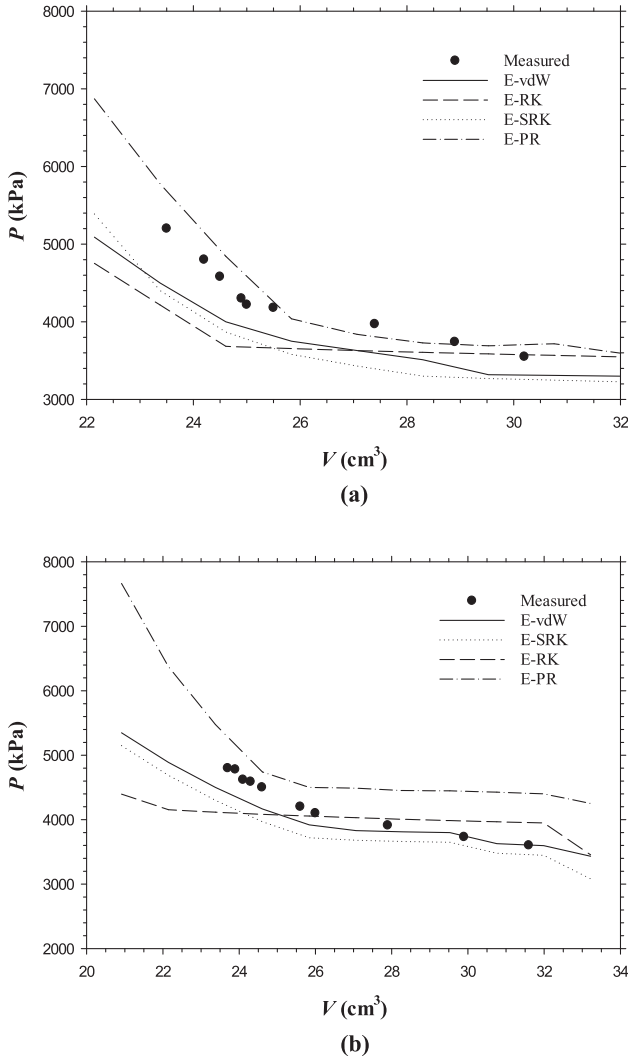 8000
7000
6000
5000
4000
3000
P (kPa)
Measured
E-vdW
E-RK
E-SRK
E-PR
22 24 26 28 30 32
V (cm³)
(a)
8000
7000
6000
5000
4000
3000
2000
P (kPa)
Measured
E-vdW
E-SRK
E-RK
E-PR
20 22 24 26 28 30 32 34
V (cm³)
(b)